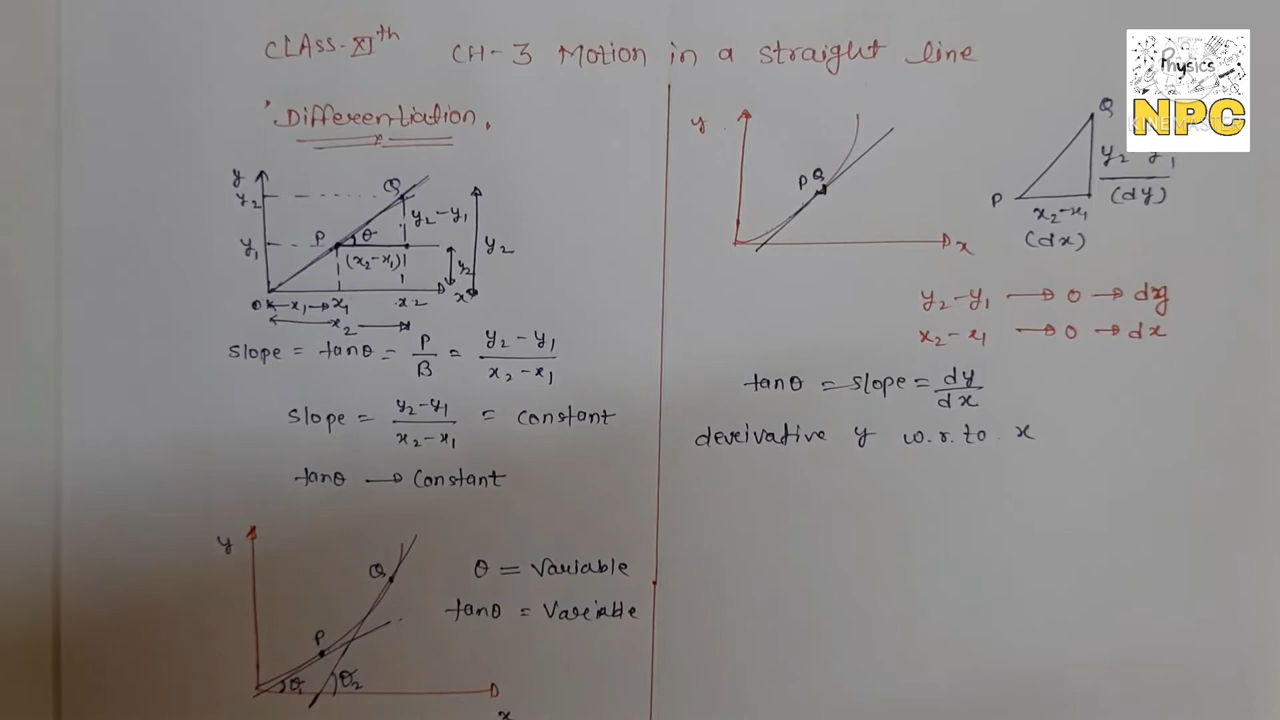 CLASS-XIth CH-3 Motion in a straight line
Differentiation.
y
y2
Q
y2-y1
y1
P
θ
(x2-x1)
y2
y2
O
x1
x1
x2
x
x2
slope = tanθ = P/B = y2-y1/x2-x1
Slope = y2-y1/x2-x1 = constant
tanθ → Constant
y
Q
θ = Variable
tanθ = Variable
P
θ1
θ2
x
y
P Q
x
Q
P
y2-y1
(dy)
x2-x1
(dx)
y2-y1 → 0 → dy
x2-x1 → 0 → dx
tanθ = slope = dy/dx
dereivative y w.r.to. x
Physics
NPC